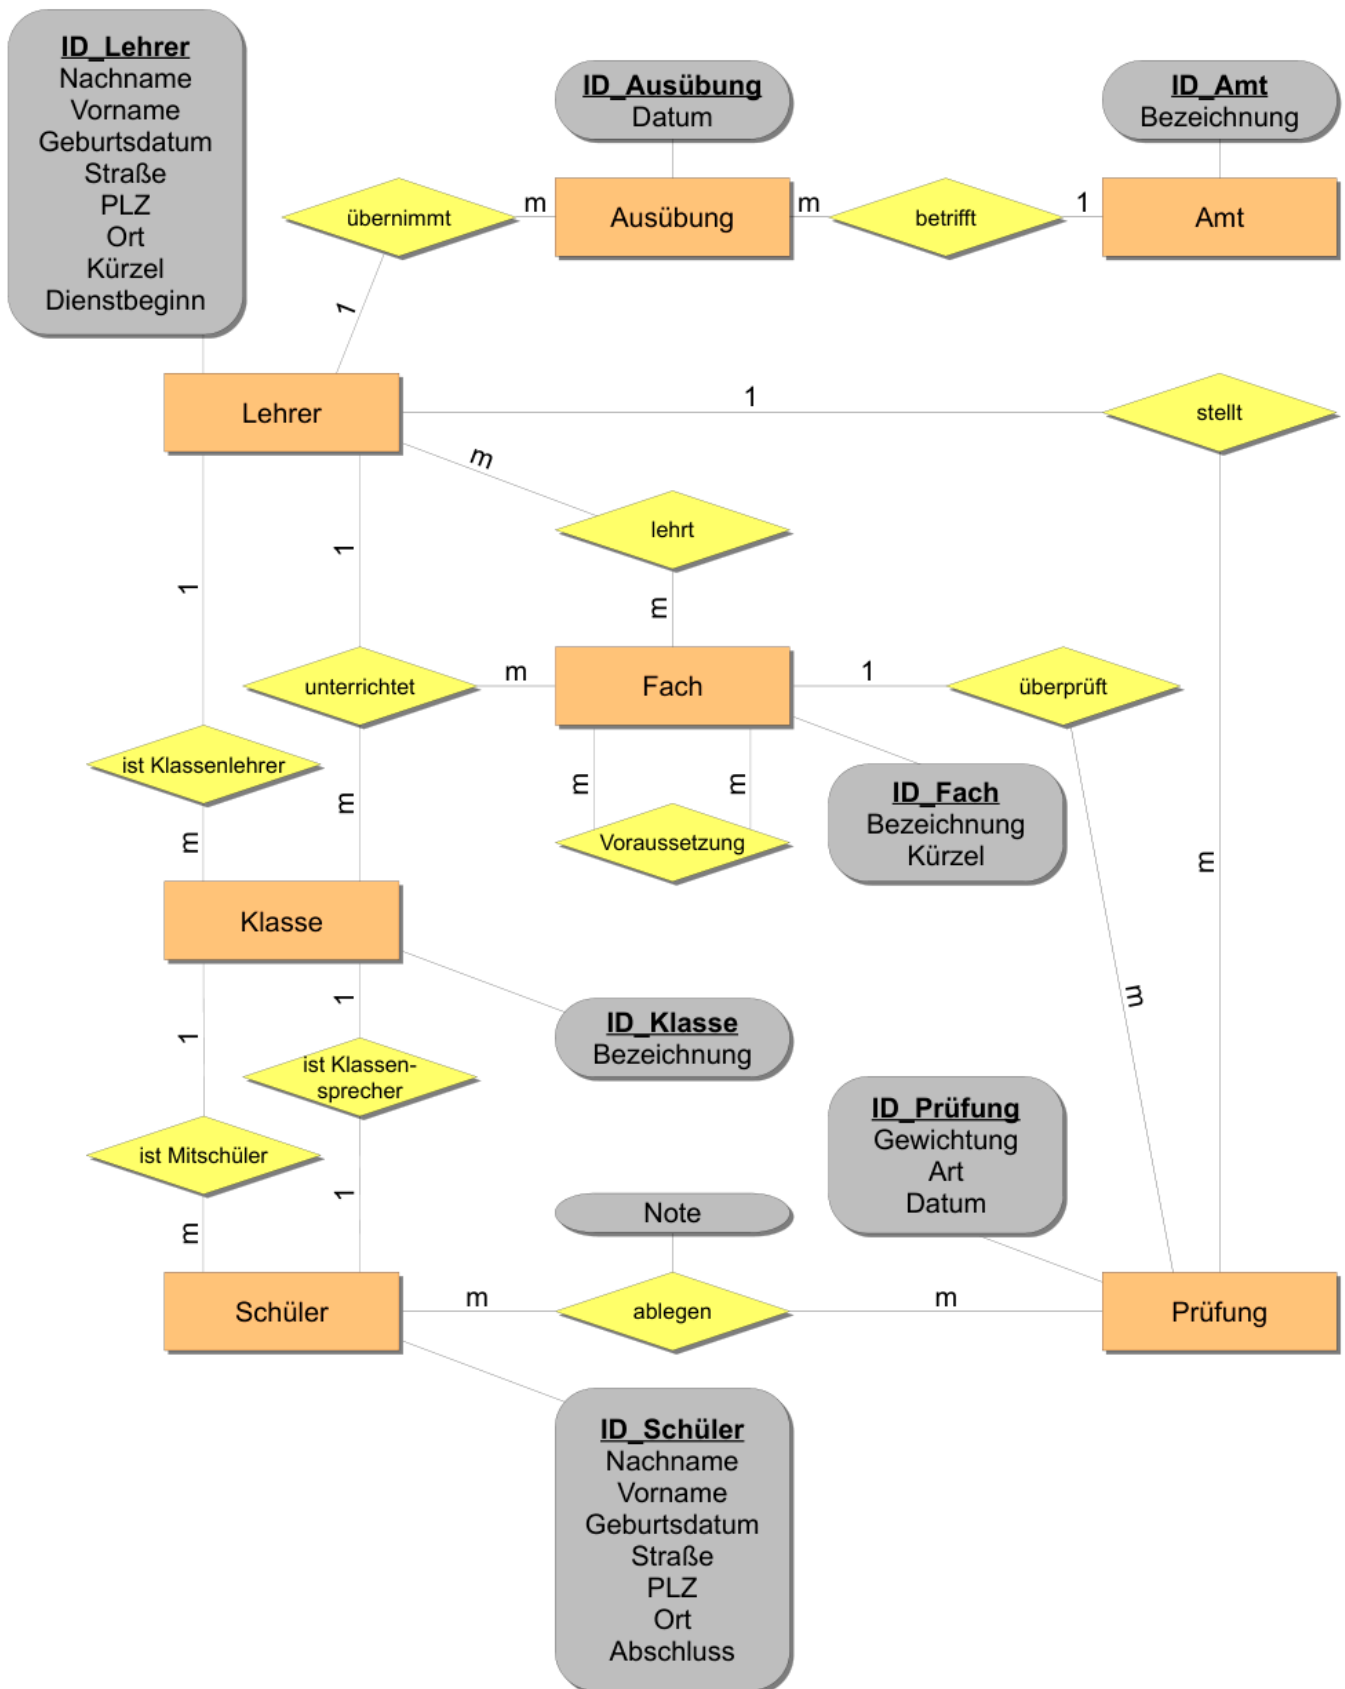 ID_Lehrer
Nachname
Vorname
Geburtsdatum
Straße
PLZ
Ort
Kürzel
Dienstbeginn
ID_Ausübung
Datum
ID_Amt
Bezeichnung
übernimmt
m
Ausübung
m
betrifft
1
Amt
1
Lehrer
1
stellt
m
lehrt
1
1
m
unterrichtet
m
Fach
1
überprüft
ist Klassenlehrer
m
m
m
m
Voraussetzung
ID_Fach
Bezeichnung
Kürzel
m
Klasse
1
1
ID_Klasse
Bezeichnung
m
ist Klassen-
sprecher
ist Mitschüler
1
m
ID_Prüfung
Gewichtung
Art
Datum
Note
Schüler
m
ablegen
m
Prüfung
ID_Schüler
Nachname
Vorname
Geburtsdatum
Straße
PLZ
Ort
Abschluss